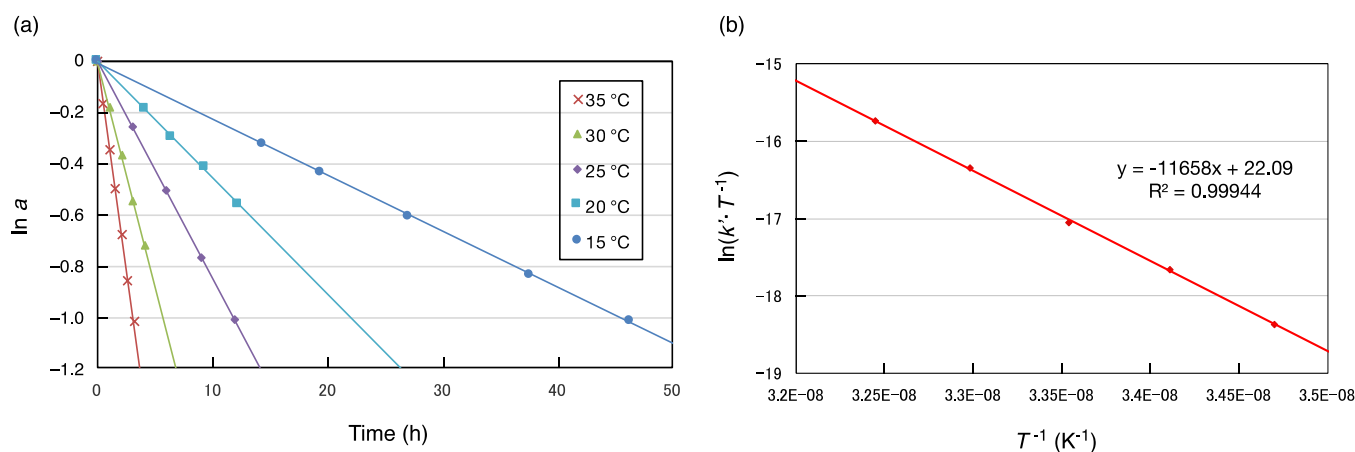 (a)
0
−0.2
−0.4
−0.6
−0.8
−1.0
−1.2
ln a
0 10 20 30 40 50
Time (h)
35 °C
30 °C
25 °C
20 °C
15 °C
(b)
−15
−16
−17
−18
−19
ln(k′· T⁻¹)
y = -11658x + 22.09
R² = 0.99944
3.2E−08 3.25E−08 3.3E−08 3.35E−08 3.4E−08 3.45E−08 3.5E−08
T⁻¹ (K⁻¹)